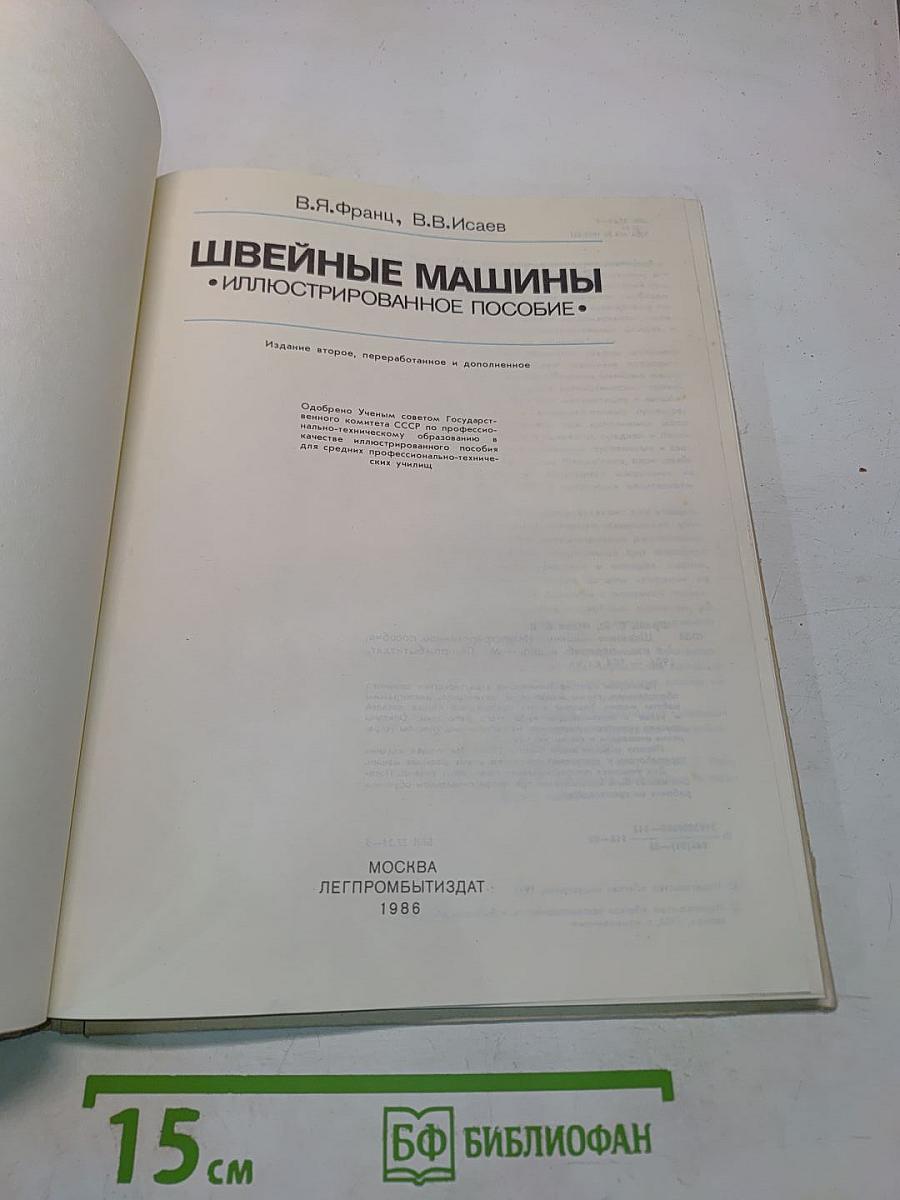 В.Я.Франц, В.В.Исаев
ШВЕЙНЫЕ МАШИНЫ
•ИЛЛЮСТРИРОВАННОЕ ПОСОБИЕ•
Издание второе, переработанное и дополненное
Одобрено Ученым советом Государст-
венного комитета СССР по профессио-
нально-техническому образованию в
качестве иллюстрированного пособия
для средних профессионально-техниче-
ских училищ
МОСКВА
ЛЕГПРОМБЫТИЗДАТ
1986
15 см
БФ БИБЛИОФАН